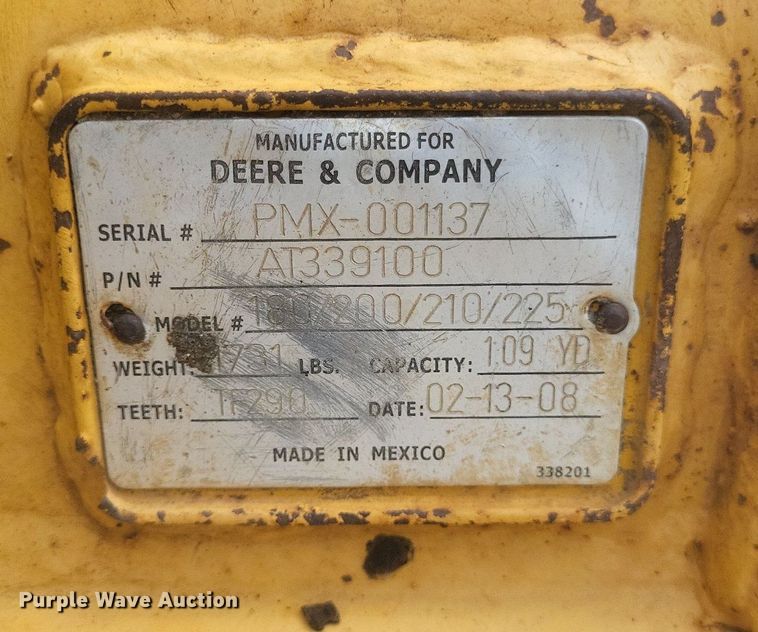 MANUFACTURED FOR
DEERE & COMPANY
SERIAL # PMX-001137
P/N # AT339100
MODEL # 180/200/210/225
WEIGHT: 1731 LBS. CAPACITY: 1.09 YD
TEETH: TF290 DATE: 02-13-08
MADE IN MEXICO
338201
Purple Wave Auction